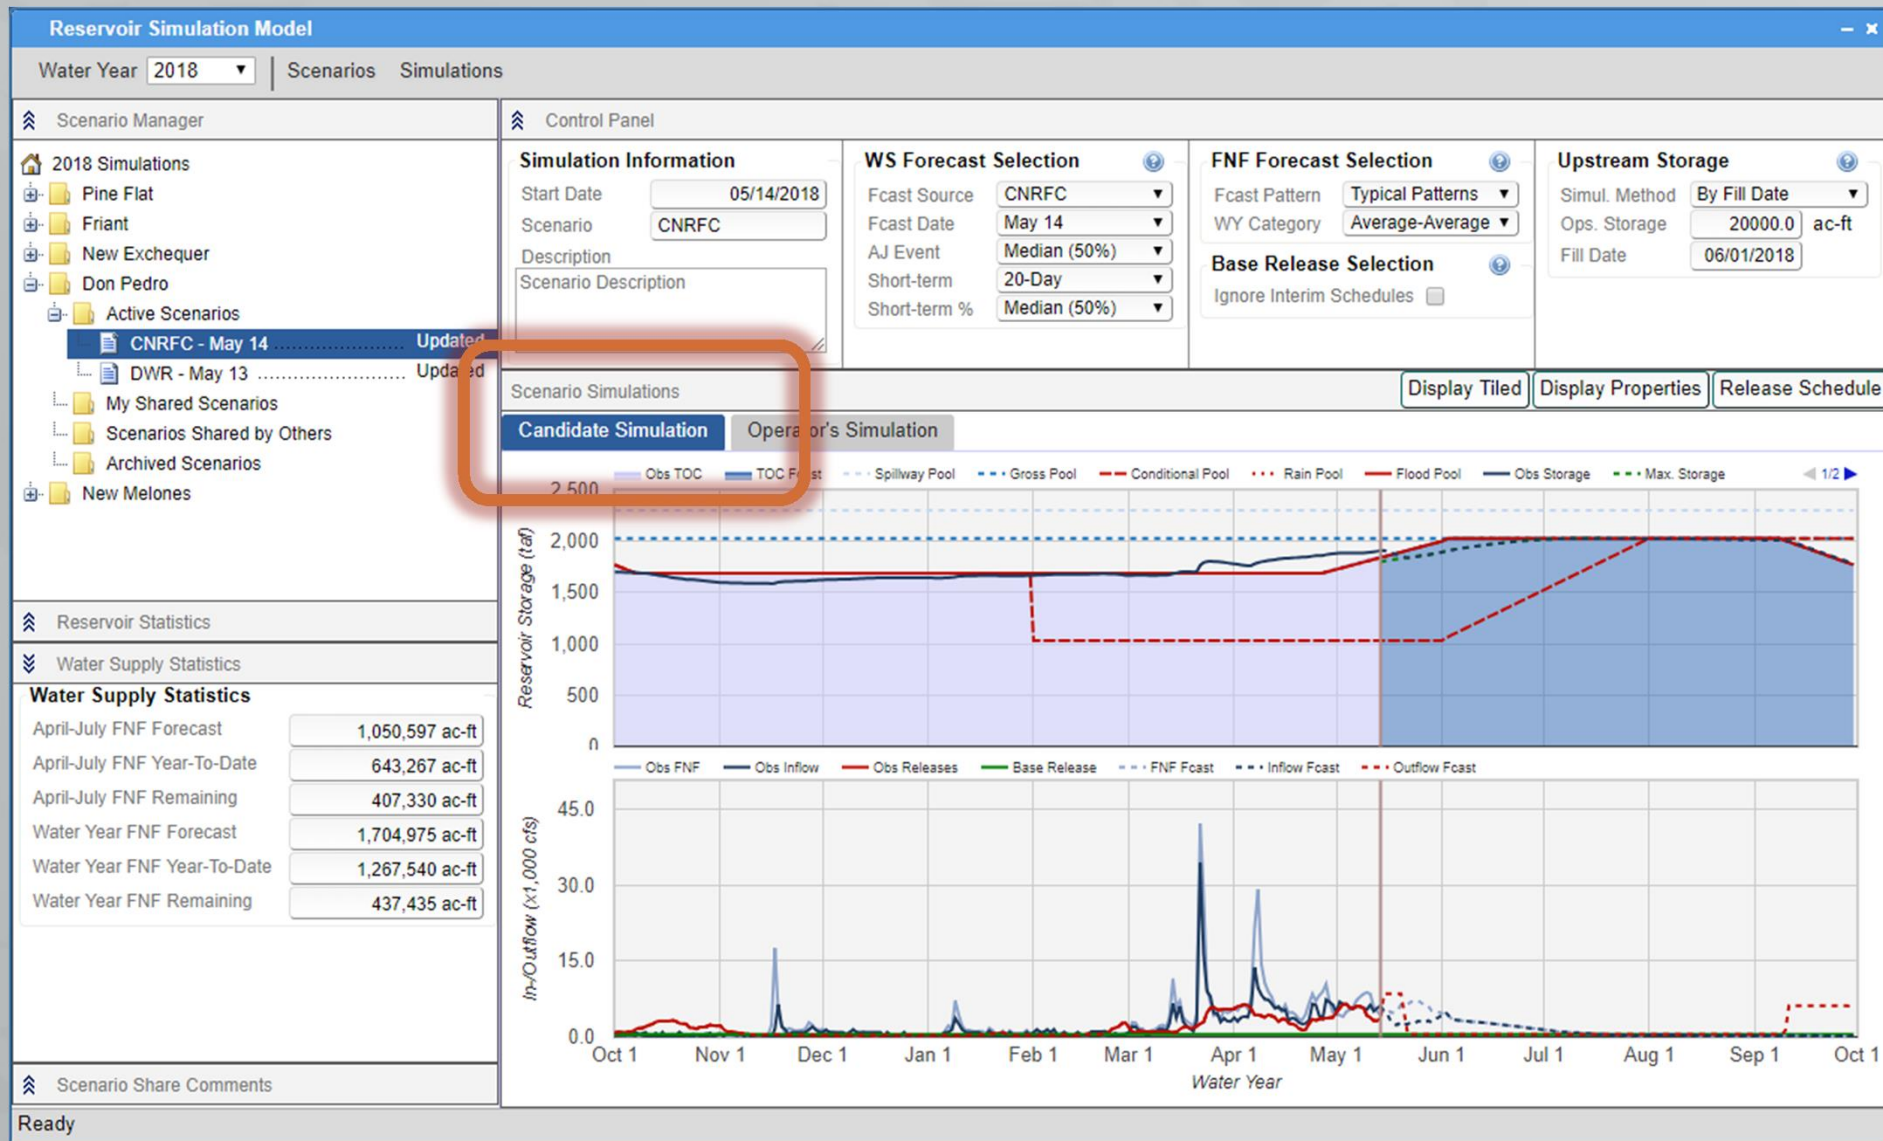 Reservoir Simulation Model
Water Year 2018 Scenarios Simulations
Scenario Manager
2018 Simulations
Pine Flat
Friant
New Exchequer
Don Pedro
Active Scenarios
CNRFC - May 14 ...................... Updated
DWR - May 13 ......................... Updated
My Shared Scenarios
Scenarios Shared by Others
Archived Scenarios
New Melones
Reservoir Statistics
Water Supply Statistics
Water Supply Statistics
April-July FNF Forecast 1,050,597 ac-ft
April-July FNF Year-To-Date 643,267 ac-ft
April-July FNF Remaining 407,330 ac-ft
Water Year FNF Forecast 1,704,975 ac-ft
Water Year FNF Year-To-Date 1,267,540 ac-ft
Water Year FNF Remaining 437,435 ac-ft
Scenario Share Comments
Ready
Control Panel
Simulation Information
Start Date 05/14/2018
Scenario CNRFC
Description
Scenario Description
WS Forecast Selection ?
Fcast Source CNRFC
Fcast Date May 14
AJ Event Median (50%)
Short-term 20-Day
Short-term % Median (50%)
FNF Forecast Selection ?
Fcast Pattern Typical Patterns
WY Category Average-Average
Base Release Selection ?
Ignore Interim Schedules
Upstream Storage ?
Simul. Method By Fill Date
Ops. Storage 20000.0 ac-ft
Fill Date 06/01/2018
Scenario Simulations Display Tiled Display Properties Release Schedule
Candidate Simulation Operator's Simulation
Obs TOC TOC Fcast Spillway Pool Gross Pool Conditional Pool Rain Pool Flood Pool Obs Storage Max. Storage 1/2
Reservoir Storage (taf)
2,500
2,000
1,500
1,000
500
0
Obs FNF Obs Inflow Obs Releases Base Release FNF Fcast Inflow Fcast Outflow Fcast
In-/Outflow (x1,000 cfs)
45.0
30.0
15.0
0.0
Oct 1 Nov 1 Dec 1 Jan 1 Feb 1 Mar 1 Apr 1 May 1 Jun 1 Jul 1 Aug 1 Sep 1 Oct 1
Water Year